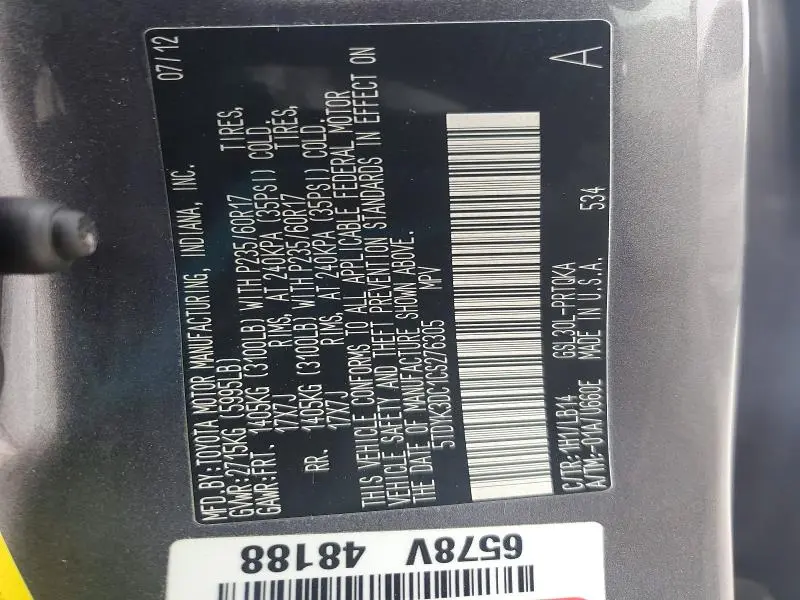 07/12
MFD. BY: TOYOTA MOTOR MANUFACTURING, INDIANA, INC.
GVWR: 2715KG (5995LB)
GAWR: FRT. 1405KG (3100LB) WITH P235/60R17 TIRES,
17X7J RIMS, AT 240KPA (35PSI) COLD.
RR. 1405KG (3100LB) WITH P235/60R17 TIRES,
17X7J RIMS, AT 240KPA (35PSI) COLD.
THIS VEHICLE CONFORMS TO ALL APPLICABLE FEDERAL MOTOR
VEHICLE SAFETY AND THEFT PREVENTION STANDARDS IN EFFECT ON
THE DATE OF MANUFACTURE SHOWN ABOVE.
5TDYK3DC1CS276305 MPV
C/TR: 1H1/LB14 GSL30L-PRTQKA A
A/TM: -01A/U660E MADE IN U.S.A. 534
6578V
48188